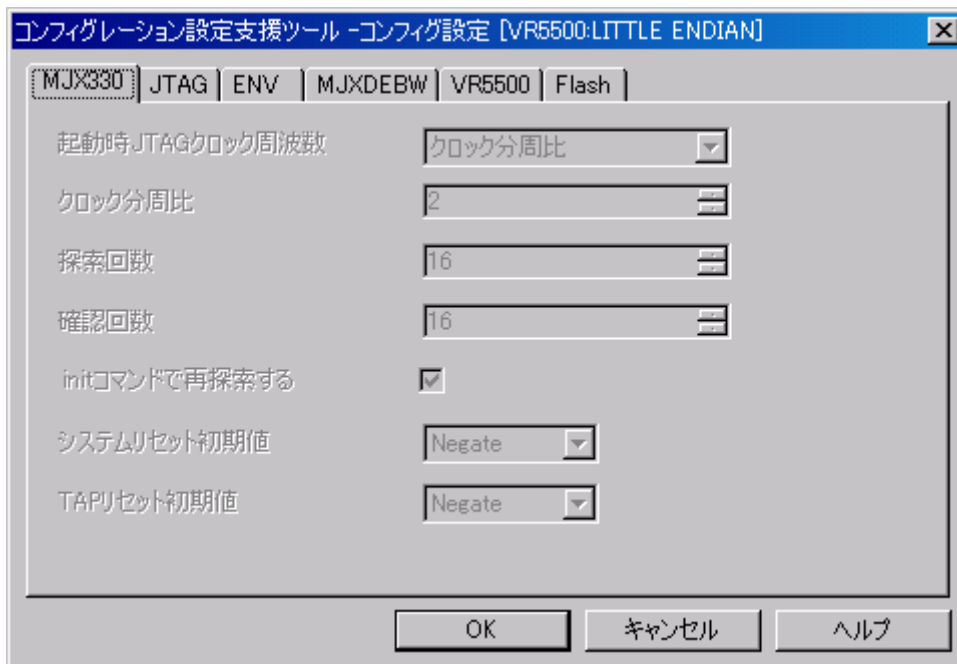 コンフィグレーション設定支援ツール -コンフィグ設定 [VR5500:LITTLE ENDIAN]
MJX330 JTAG ENV MJXDEBW VR5500 Flash
起動時JTAGクロック周波数 クロック分周比
クロック分周比 2
探索回数 16
確認回数 16
initコマンドで再探索する
システムリセット初期値 Negate
TAPリセット初期値 Negate
OK キャンセル ヘルプ